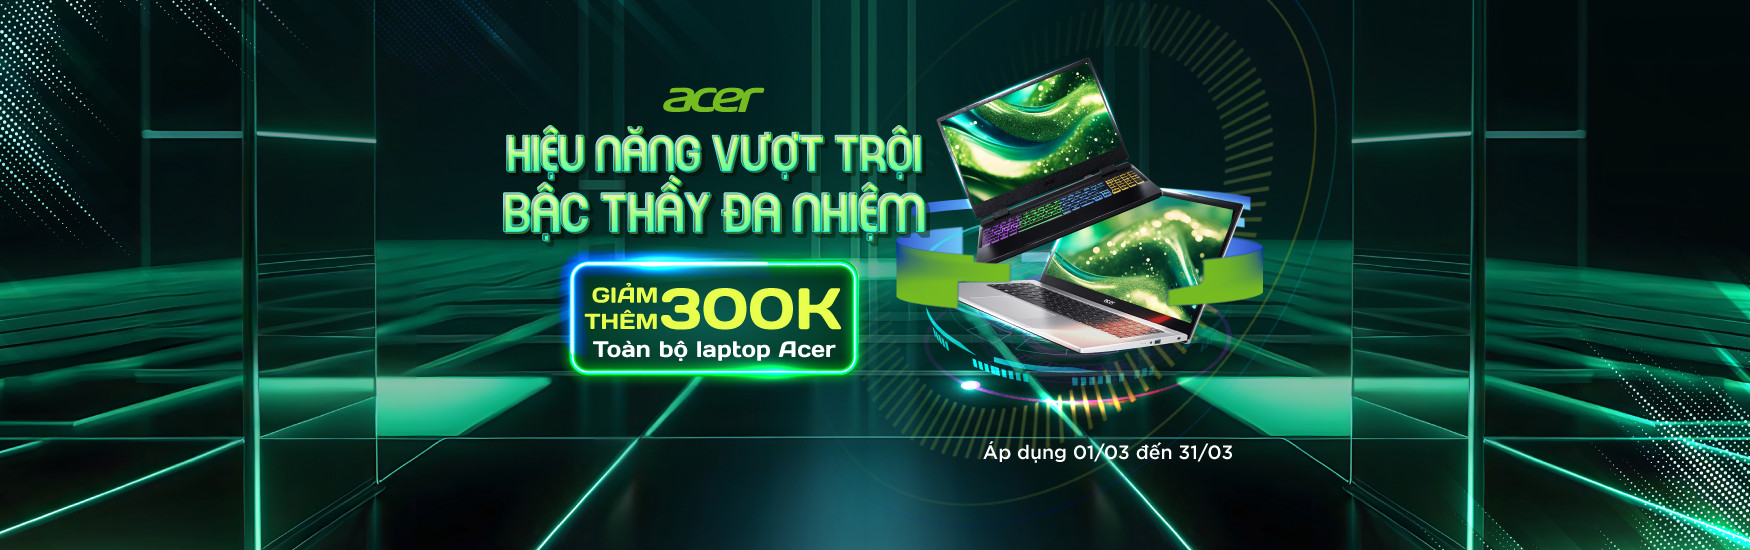 acer
HIỆU NĂNG VƯỢT TRỘI
BẬC THẦY ĐA NHIỆM
GIẢM THÊM 300K
Toàn bộ laptop Acer
acer
Áp dụng 01/03 đến 31/03